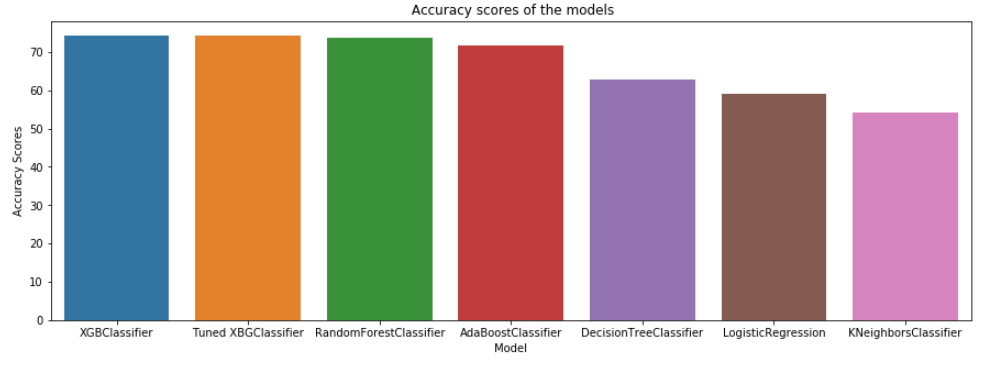 Accuracy scores of the models
Accuracy Scores
70
60
50
40
30
20
10
0
XGBClassifier Tuned XBGClassifier RandomForestClassifier AdaBoostClassifier DecisionTreeClassifier LogisticRegression KNeighborsClassifier
Model